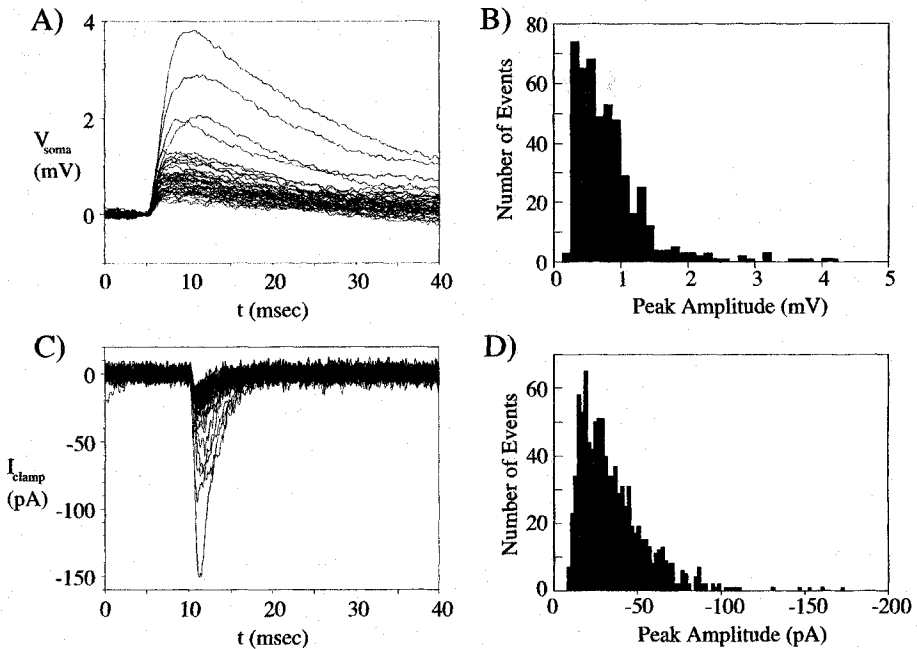 A)
4
2
0
V_soma
(mV)
0 10 20 30 40
t (msec)
B)
80
60
40
20
0
Number of Events
0 1 2 3 4 5
Peak Amplitude (mV)
C)
0
-50
-100
-150
I_clamp
(pA)
0 10 20 30 40
t (msec)
D)
60
40
20
0
Number of Events
0 -50 -100 -150 -200
Peak Amplitude (pA)